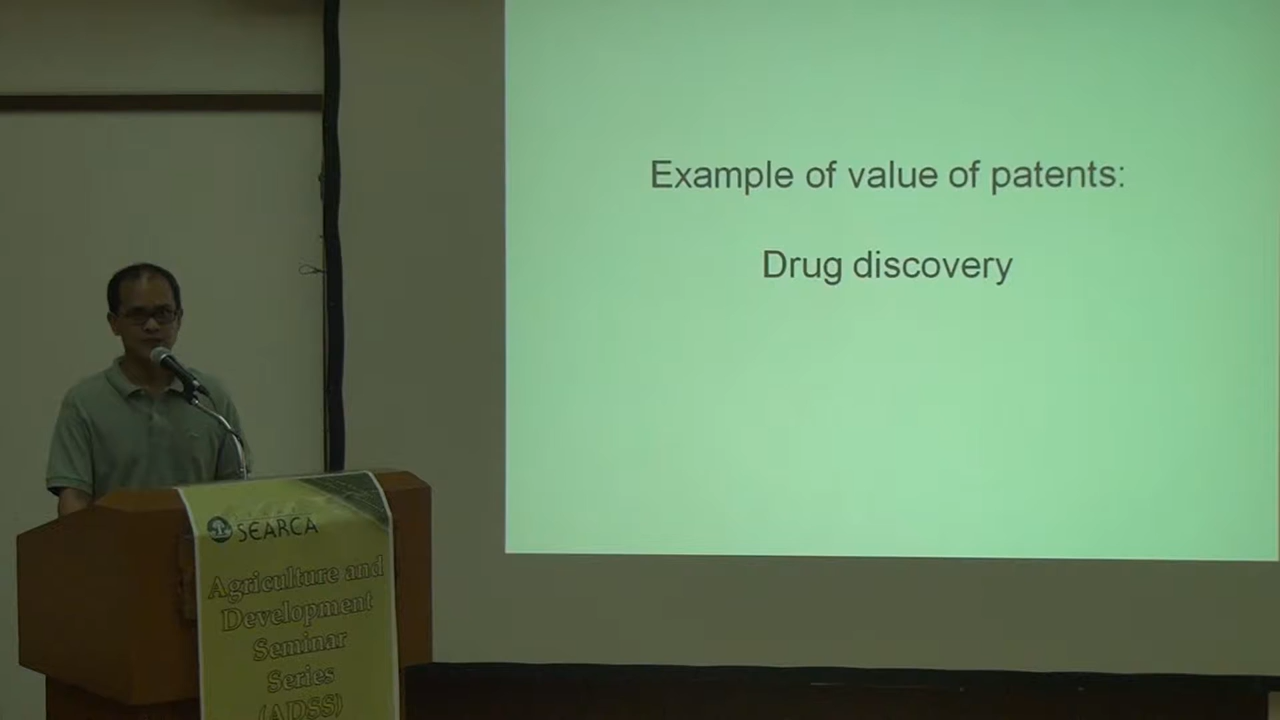 Example of value of patents:
Drug discovery
SEARCA
Agriculture and
Development
Seminar
Series
(ADSS)